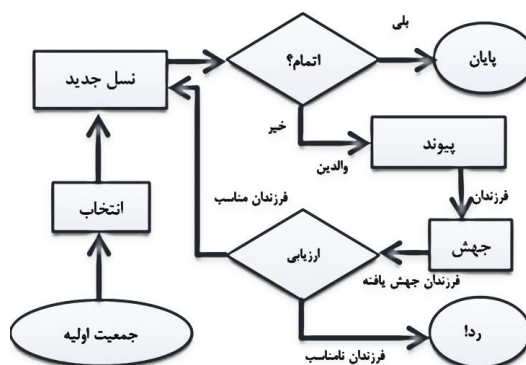 بلی
پایان
اتمام؟
نسل جدید
خیر
پیوند
والدین
فرزندان
فرزندان مناسب
انتخاب
جهش
ارزیابی
فرزندان جهش یافته
جمعیت اولیه
رد!
فرزندان نامناسب